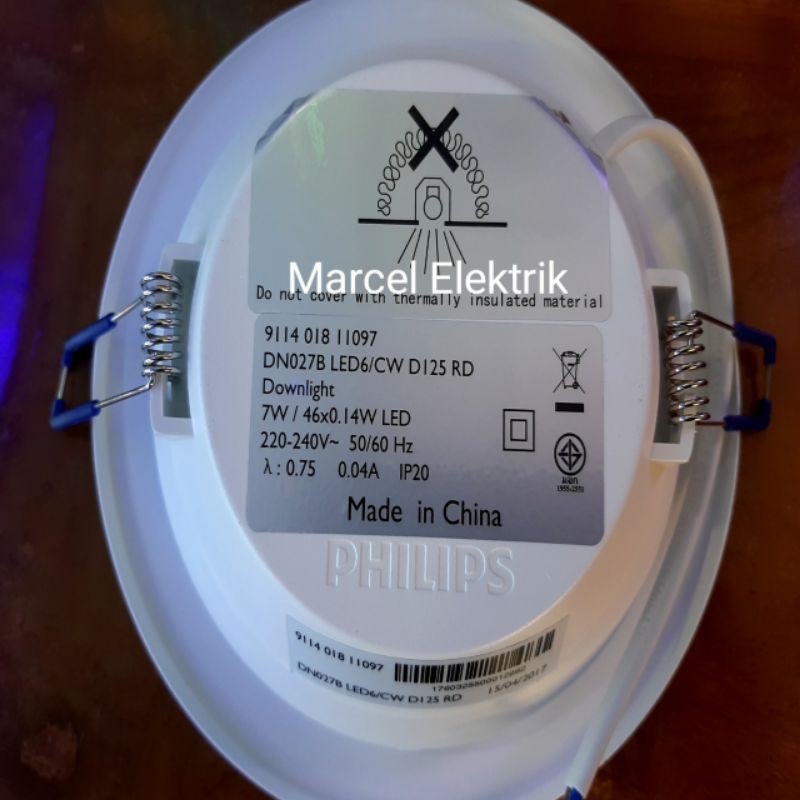 Marcel Elektrik
Do not cover with thermally insulated material
9114 018 11097
DN027B LED6/CW D125 RD
Downlight
7W / 46x0.14W LED
220-240V~ 50/60 Hz
λ : 0.75 0.04A IP20
Made in China
PHILIPS
9114 018 11097
DN027B LED6/CW D125 RD
15/04/2017